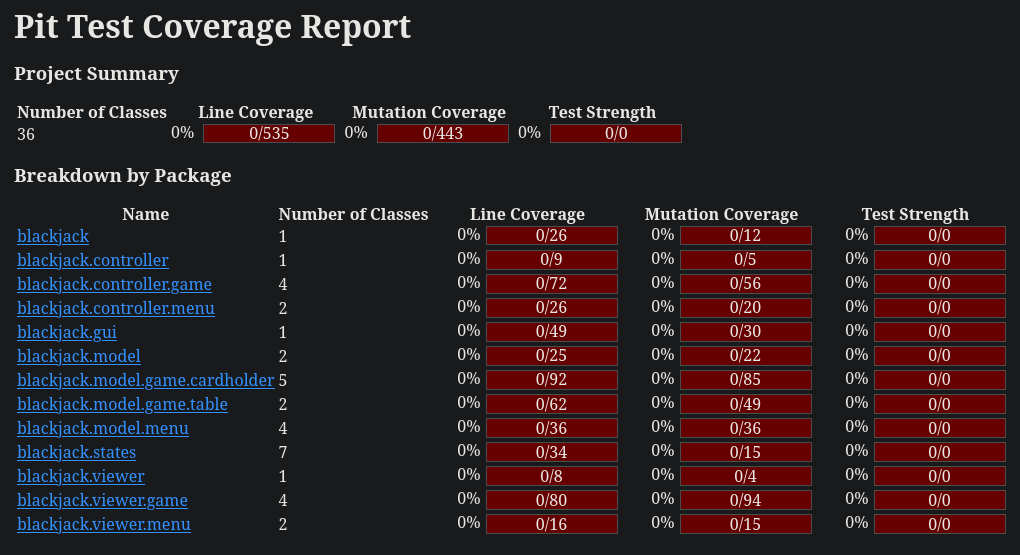 Pit Test Coverage Report
Project Summary
Number of Classes Line Coverage Mutation Coverage Test Strength
36 0% 0/535 0% 0/443 0% 0/0
Breakdown by Package
Name Number of Classes Line Coverage Mutation Coverage Test Strength
blackjack 1 0% 0/26 0% 0/12 0% 0/0
blackjack.controller 1 0% 0/9 0% 0/5 0% 0/0
blackjack.controller.game 4 0% 0/72 0% 0/56 0% 0/0
blackjack.controller.menu 2 0% 0/26 0% 0/20 0% 0/0
blackjack.gui 1 0% 0/49 0% 0/30 0% 0/0
blackjack.model 2 0% 0/25 0% 0/22 0% 0/0
blackjack.model.game.cardholder 5 0% 0/92 0% 0/85 0% 0/0
blackjack.model.game.table 2 0% 0/62 0% 0/49 0% 0/0
blackjack.model.menu 4 0% 0/36 0% 0/36 0% 0/0
blackjack.states 7 0% 0/34 0% 0/15 0% 0/0
blackjack.viewer 1 0% 0/8 0% 0/4 0% 0/0
blackjack.viewer.game 4 0% 0/80 0% 0/94 0% 0/0
blackjack.viewer.menu 2 0% 0/16 0% 0/15 0% 0/0